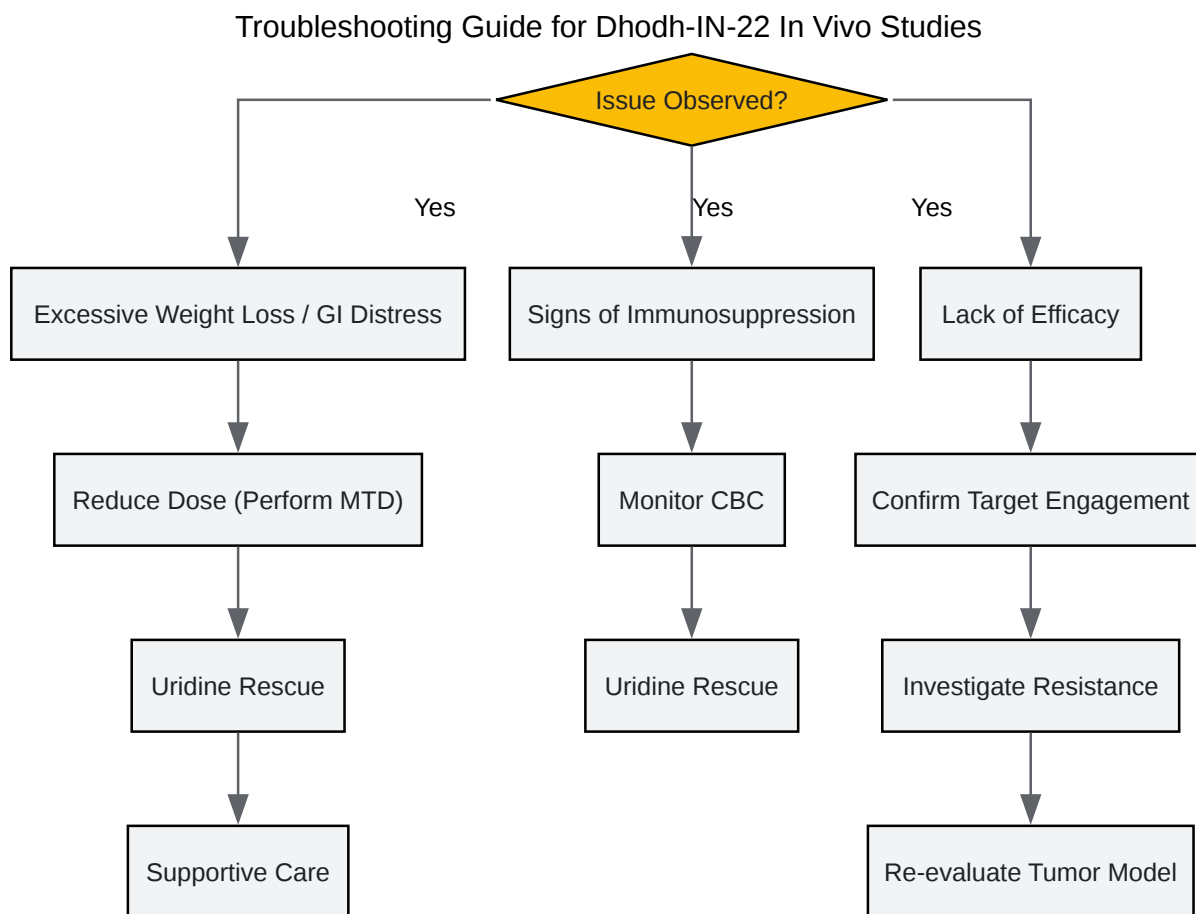 Troubleshooting Guide for Dhodh-IN-22 In Vivo Studies
Issue Observed?
Yes
Yes
Yes
Excessive Weight Loss / GI Distress
Signs of Immunosuppression
Lack of Efficacy
Reduce Dose (Perform MTD)
Monitor CBC
Confirm Target Engagement
Uridine Rescue
Uridine Rescue
Investigate Resistance
Supportive Care
Re-evaluate Tumor Model